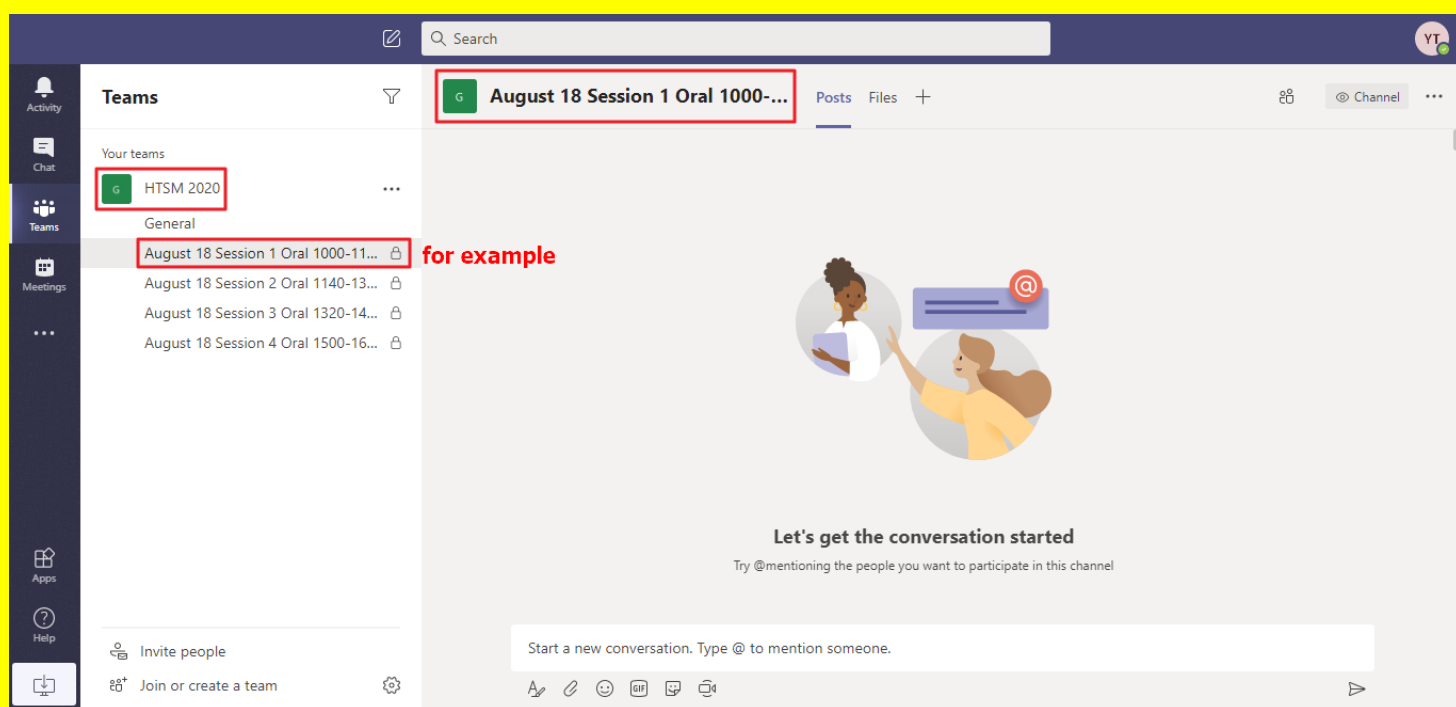 Search
YT
Activity
Chat
Teams
Meetings
Apps
Help
Teams
Your teams
G HTSM 2020
General
August 18 Session 1 Oral 1000-11...
for example
August 18 Session 2 Oral 1140-13...
August 18 Session 3 Oral 1320-14...
August 18 Session 4 Oral 1500-16...
Invite people
Join or create a team
G August 18 Session 1 Oral 1000-... Posts Files
Channel
@
Let's get the conversation started
Try @mentioning the people you want to participate in this channel
Start a new conversation. Type @ to mention someone.
GIF